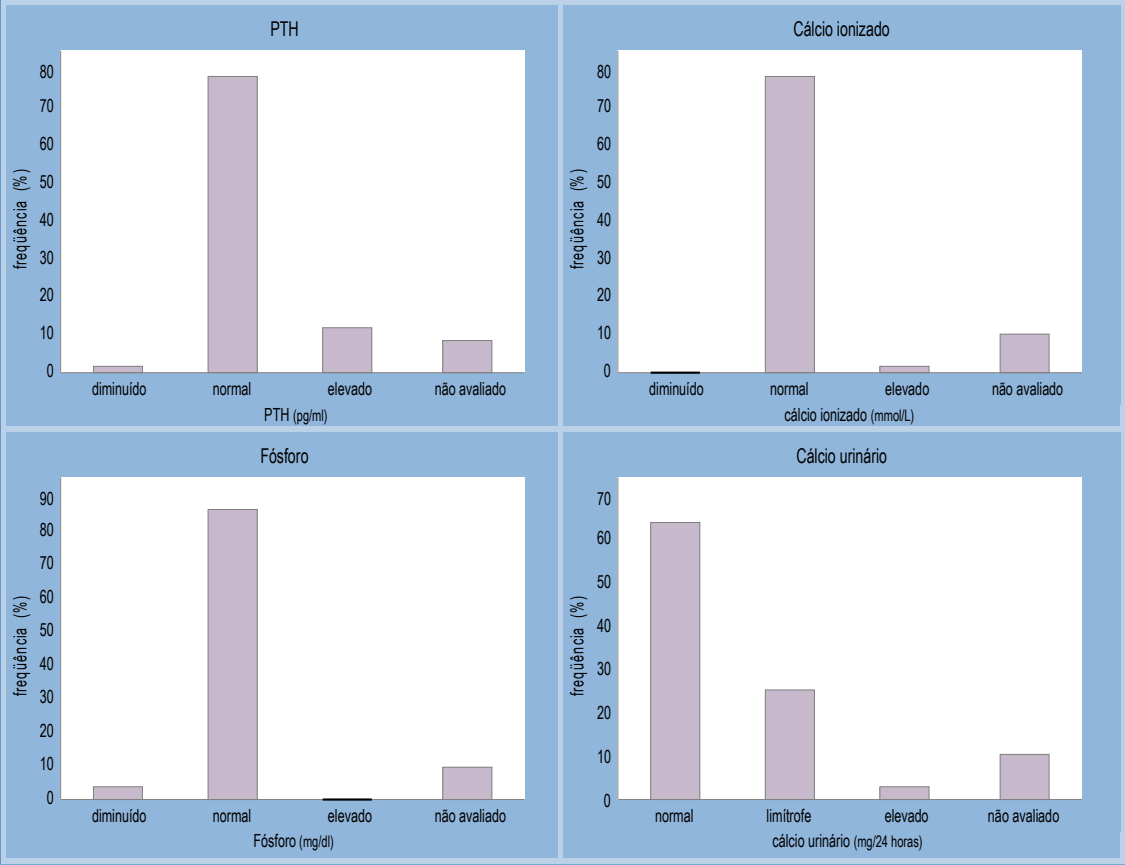 PTH
freqüência (%)
80
70
60
50
40
30
20
10
0
diminuído normal elevado não avaliado
PTH (pg/ml)
Cálcio ionizado
freqüência (%)
80
70
60
50
40
30
20
10
0
diminuído normal elevado não avaliado
cálcio ionizado (mmol/L)
Fósforo
freqüência (%)
90
80
70
60
50
40
30
20
10
0
diminuído normal elevado não avaliado
Fósforo (mg/dl)
Cálcio urinário
freqüência (%)
70
60
50
40
30
20
10
0
normal limítrofe elevado não avaliado
cálcio urinário (mg/24 horas)